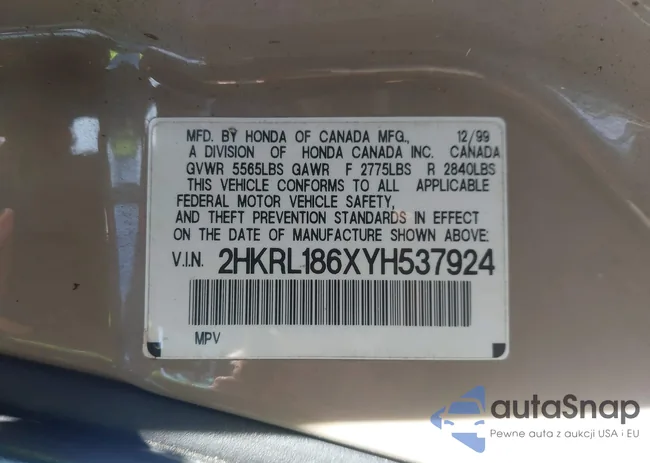 MFD. BY HONDA OF CANADA MFG., 12/99
A DIVISION OF HONDA CANADA INC. CANADA
GVWR 5565LBS GAWR F 2775LBS R 2840LBS
THIS VEHICLE CONFORMS TO ALL APPLICABLE
FEDERAL MOTOR VEHICLE SAFETY,
AND THEFT PREVENTION STANDARDS IN EFFECT
ON THE DATE OF MANUFACTURE SHOWN ABOVE:
V.I.N. 2HKRL186XYH537924
MPV
autaSnap
Pewne auta z aukcji USA i EU